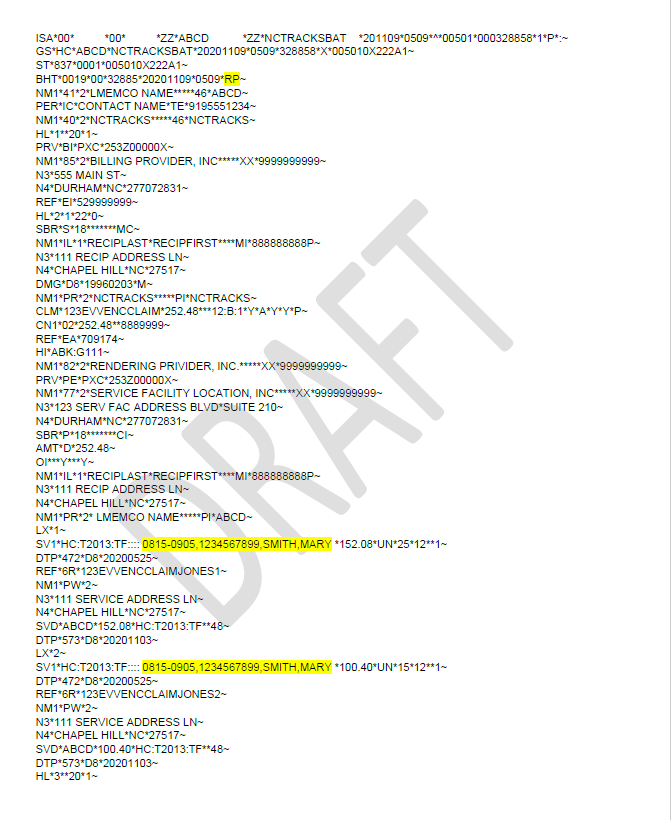 ISA*00* *00* *ZZ*ABCD *ZZ*NCTRACKSBAT *201109*0509*^*00501*000328858*1*P*:~
GS*HC*ABCD*NCTRACKSBAT*20201109*0509*328858*X*005010X222A1~
ST*837*0001*005010X222A1~
BHT*0019*00*32885*20201109*0509*RP~
NM1*41*2*LMEMCO NAME*****46*ABCD~
PER*IC*CONTACT NAME*TE*9195551234~
NM1*40*2*NCTRACKS*****46*NCTRACKS~
HL*1**20*1~
PRV*BI*PXC*253Z00000X~
NM1*85*2*BILLING PROVIDER, INC*****XX*9999999999~
N3*555 MAIN ST~
N4*DURHAM*NC*277072831~
REF*EI*529999999~
HL*2*1*22*0~
SBR*S*18*******MC~
NM1*IL*1*RECIPLAST*RECIPFIRST****MI*888888888P~
N3*111 RECIP ADDRESS LN~
N4*CHAPEL HILL*NC*27517~
DMG*D8*19960203*M~
NM1*PR*2*NCTRACKS*****PI*NCTRACKS~
CLM*123EVVENCCLAIM*252.48***12:B:1*Y*A*Y*Y*P~
CN1*02*252.48**8889999~
REF*EA*709174~
HI*ABK:G111~
NM1*82*2*RENDERING PRIVIDER, INC.*****XX*9999999999~
PRV*PE*PXC*253Z00000X~
NM1*77*2*SERVICE FACILITY LOCATION, INC*****XX*9999999999~
N3*123 SERV FAC ADDRESS BLVD*SUITE 210~
N4*DURHAM*NC*277072831~
SBR*P*18*******CI~
AMT*D*252.48~
OI***Y***Y~
NM1*IL*1*RECIPLAST*RECIPFIRST****MI*888888888P~
N3*111 RECIP ADDRESS LN~
N4*CHAPEL HILL*NC*27517~
NM1*PR*2* LMEMCO NAME*****PI*ABCD~
LX*1~
SV1*HC:T2013:TF:::: 0815-0905,1234567899,SMITH,MARY *152.08*UN*25*12**1~
DTP*472*D8*20200525~
REF*6R*123EVVENCCLAIMJONES1~
NM1*PW*2~
N3*111 SERVICE ADDRESS LN~
N4*CHAPEL HILL*NC*27517~
SVD*ABCD*152.08*HC:T2013:TF**48~
DTP*573*D8*20201103~
LX*2~
SV1*HC:T2013:TF:::: 0815-0905,1234567899,SMITH,MARY *100.40*UN*15*12**1~
DTP*472*D8*20200525~
REF*6R*123EVVENCCLAIMJONES2~
NM1*PW*2~
N3*111 SERVICE ADDRESS LN~
N4*CHAPEL HILL*NC*27517~
SVD*ABCD*100.40*HC:T2013:TF**48~
DTP*573*D8*20201103~
HL*3**20*1~
DRAFT